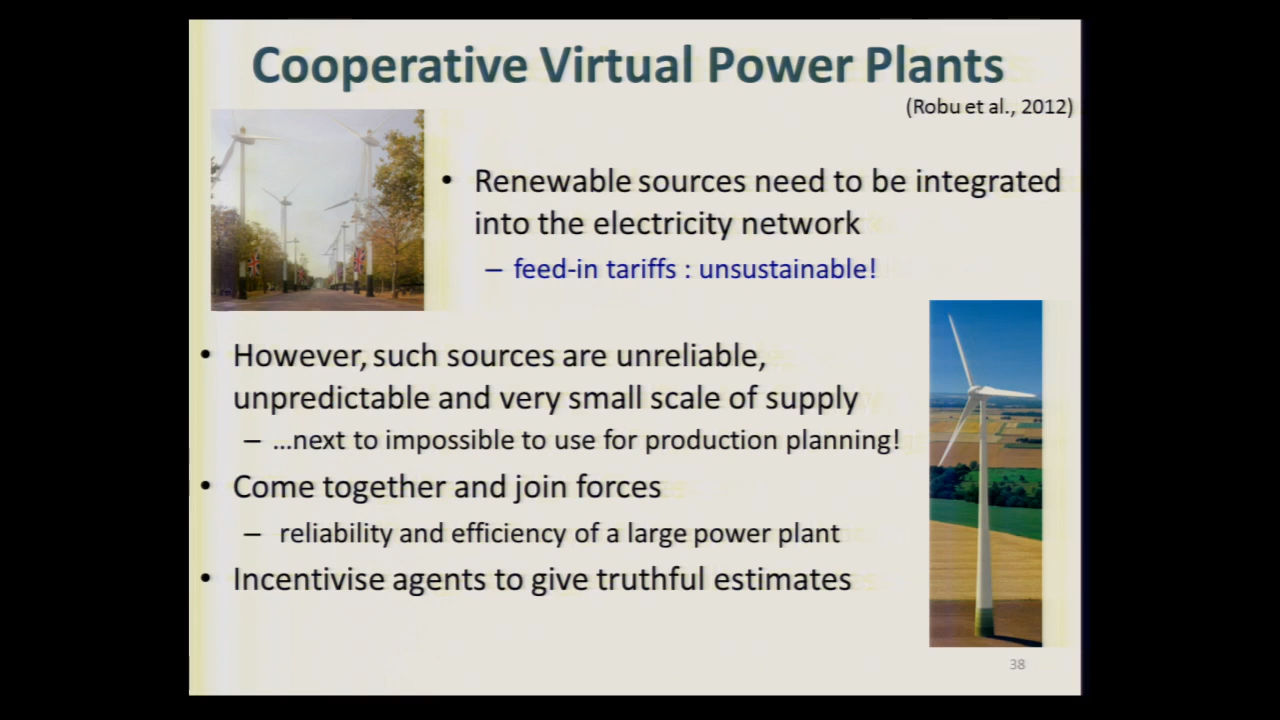 Cooperative Virtual Power Plants
(Robu et al., 2012)
• Renewable sources need to be integrated
into the electricity network
– feed-in tariffs : unsustainable!
• However, such sources are unreliable,
unpredictable and very small scale of supply
– ...next to impossible to use for production planning!
• Come together and join forces
– reliability and efficiency of a large power plant
• Incentivise agents to give truthful estimates
38